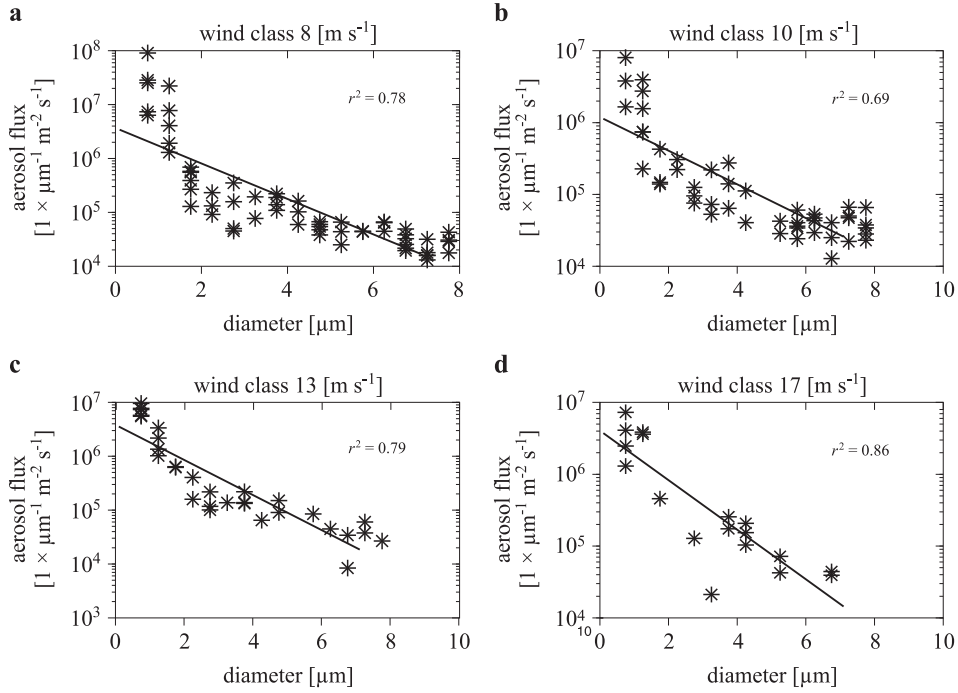 a
wind class 8 [m s⁻¹]
aerosol flux
[1 × µm⁻¹ m⁻² s⁻¹]
10⁸
10⁷
10⁶
10⁵
10⁴
r² = 0.78
0 2 4 6 8
diameter [µm]
b
wind class 10 [m s⁻¹]
aerosol flux
[1 × µm⁻¹ m⁻² s⁻¹]
10⁷
10⁶
10⁵
10⁴
r² = 0.69
0 2 4 6 8 10
diameter [µm]
c
wind class 13 [m s⁻¹]
aerosol flux
[1 × µm⁻¹ m⁻² s⁻¹]
10⁷
10⁶
10⁵
10⁴
10³
r² = 0.79
0 2 4 6 8 10
diameter [µm]
d
wind class 17 [m s⁻¹]
aerosol flux
[1 × µm⁻¹ m⁻² s⁻¹]
10⁷
10⁶
10⁵
10⁴
10
r² = 0.86
0 2 4 6 8 10
diameter [µm]